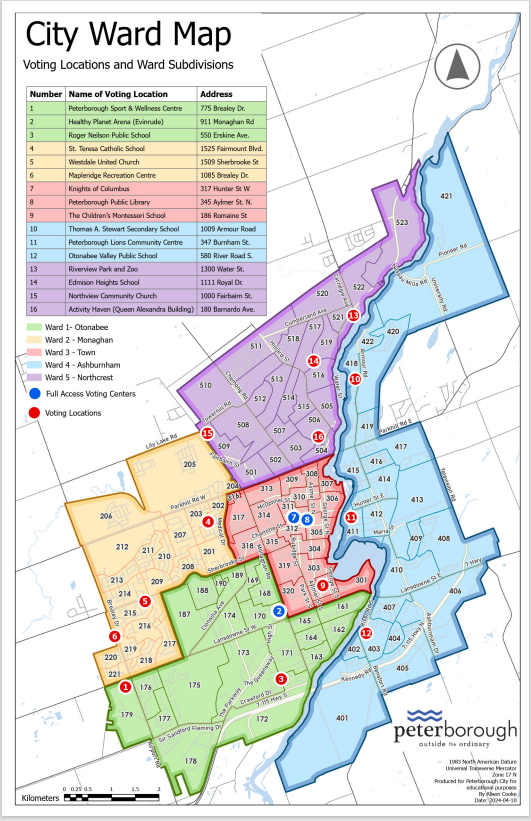 City Ward Map
Voting Locations and Ward Subdivisions
Number Name of Voting Location Address
1 Peterborough Sport & Wellness Centre 775 Brealey Dr.
2 Healthy Planet Arena (Evinrude) 911 Monaghan Rd
3 Roger Neilson Public School 550 Erskine Ave.
4 St. Teresa Catholic School 1525 Fairmount Blvd.
5 Westdale United Church 1509 Sherbrooke St
6 Mapleridge Recreation Centre 1085 Brealey Dr.
7 Knights of Columbus 317 Hunter St W
8 Peterborough Public Library 345 Aylmer St. N.
9 The Children's Montessori School 186 Romaine St
10 Thomas A. Stewart Secondary School 1009 Armour Road
11 Peterborough Lions Community Centre 347 Burnham St.
12 Otonabee Valley Public School 580 River Road S.
13 Riverview Park and Zoo 1300 Water St.
14 Edmison Heights School 1111 Royal Dr.
15 Northview Community Church 1000 Fairbairn St.
16 Activity Haven (Queen Alexandra Building) 180 Barnardo Ave.
Ward 1- Otonabee
Ward 2 - Monaghan
Ward 3 - Town
Ward 4 - Ashburnham
Ward 5 - Northcrest
Full Access Voting Centers
Voting Locations
421
523
Pioneer Rd
Nassau Mills Rd
University Rd
522
520
Carnegie Ave
Cumberland Ave
521
13
518
517
420
422
511
Hilliard St
519
14
418
Armour Rd
516
10
510
Chemong Rd
513
512
514
Water St
515
505
Towerhill Rd
506
508
507
419
Parkhill Rd E
15
16
509
503
504
417
Lily Lake Rd
Fairbairn St
502
415
416
205
501
414
Television Rd
204
308
307
309
313
310
306
413
Parkhill Rd W
202
McDonnel St
Aylmer St N
George St N
Hunter St E
203
4
317
314
311
7
8
11
412
206
Medical Dr
Charlotte St
312
305
411
Maria St
212
211
201
318
315
304
409
408
210
207
Monaghan Rd
319
303
7 Hwy
208
Sherbrooke St
410
213
209
189
168
9
301
Lansdowne St E
214
190
169
320
Park St S
406
Brealey Dr
5
188
Clonsilla Ave
2
161
407
215
187
174
170
165
216
Lansdowne St W
High St
164
162
12
404
Ashburnham Dr
6
217
402
403
219
173
171
163
7-115 Hwy
220
218
The Queensway
405
221
3
Kennedy Rd
Bensfort Rd
1
176
175
The Parkway
Crawford Dr
7-115 Hwy S
179
177
172
401
Sir Sandford Fleming Dr
178
peterborough
outside the ordinary
1983 North American Datum
Universal Transverse Mercator
Zone 17 N
Produced for Peterborough City for
educational purposes
By Alison Cooke
Date: 2024-04-10
Kilometers 0 0.25 0.5 1 1.5 2